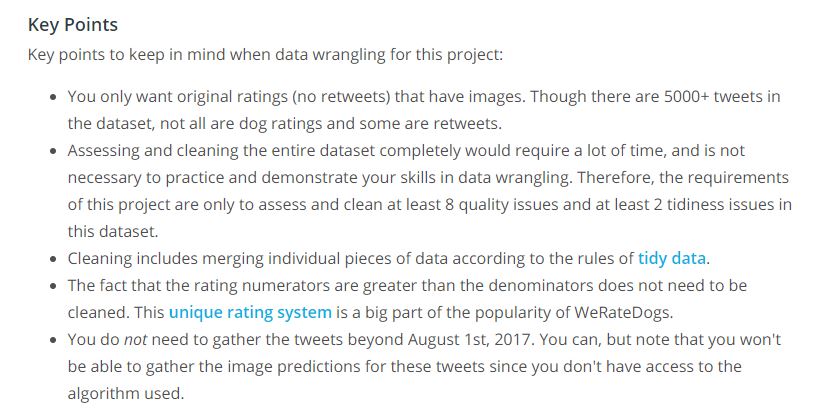 Key Points
Key points to keep in mind when data wrangling for this project:
• You only want original ratings (no retweets) that have images. Though there are 5000+ tweets in
the dataset, not all are dog ratings and some are retweets.
• Assessing and cleaning the entire dataset completely would require a lot of time, and is not
necessary to practice and demonstrate your skills in data wrangling. Therefore, the requirements
of this project are only to assess and clean at least 8 quality issues and at least 2 tidiness issues in
this dataset.
• Cleaning includes merging individual pieces of data according to the rules of tidy data.
• The fact that the rating numerators are greater than the denominators does not need to be
cleaned. This unique rating system is a big part of the popularity of WeRateDogs.
• You do not need to gather the tweets beyond August 1st, 2017. You can, but note that you won't
be able to gather the image predictions for these tweets since you don't have access to the
algorithm used.